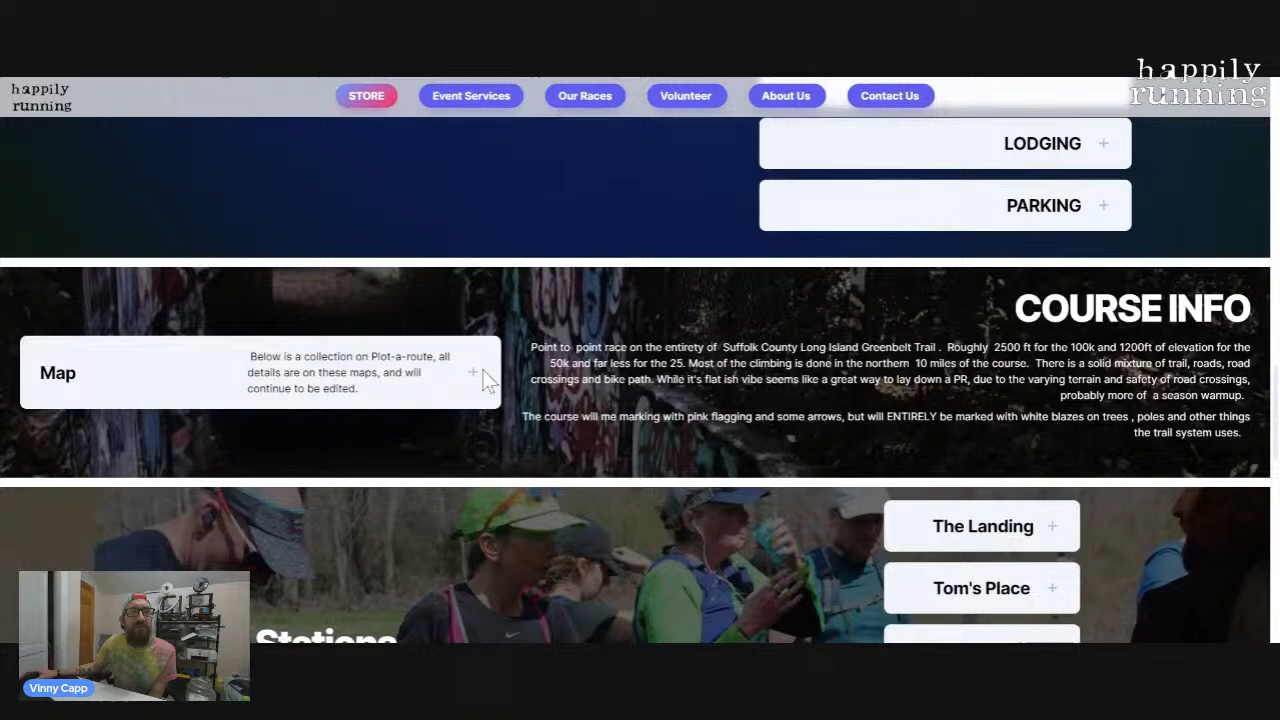 happily
running
STORE
Event Services
Our Races
Volunteer
About Us
Contact Us
happily
running
LODGING
PARKING
COURSE INFO
Map
Below is a collection on Plot-a-route, all
details are on these maps, and will
continue to be edited.
Point to point race on the entirety of Suffolk County Long Island Greenbelt Trail . Roughly 2500 ft for the 100k and 1200ft of elevation for the
50k and far less for the 25. Most of the climbing is done in the northern 10 miles of the course. There is a solid mixture of trail, roads, road
crossings and bike path. While it's flat ish vibe seems like a great way to lay down a PR, due to the varying terrain and safety of road crossings,
probably more of a season warmup.
The course will me marking with pink flagging and some arrows, but will ENTIRELY be marked with white blazes on trees , poles and other things
the trail system uses.
The Landing
Tom's Place
Stations
Vinny Capp